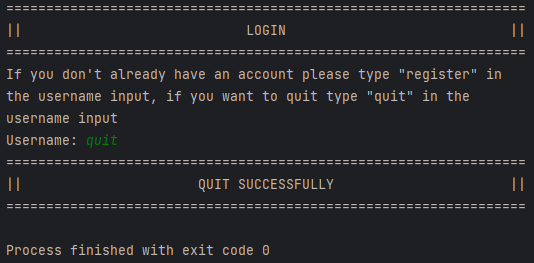 =================================================================
||                            LOGIN                            ||
=================================================================
If you don't already have an account please type "register" in
the username input, if you want to quit type "quit" in the
username input
Username: quit
=================================================================
||                      QUIT SUCCESSFULLY                      ||
=================================================================
Process finished with exit code 0